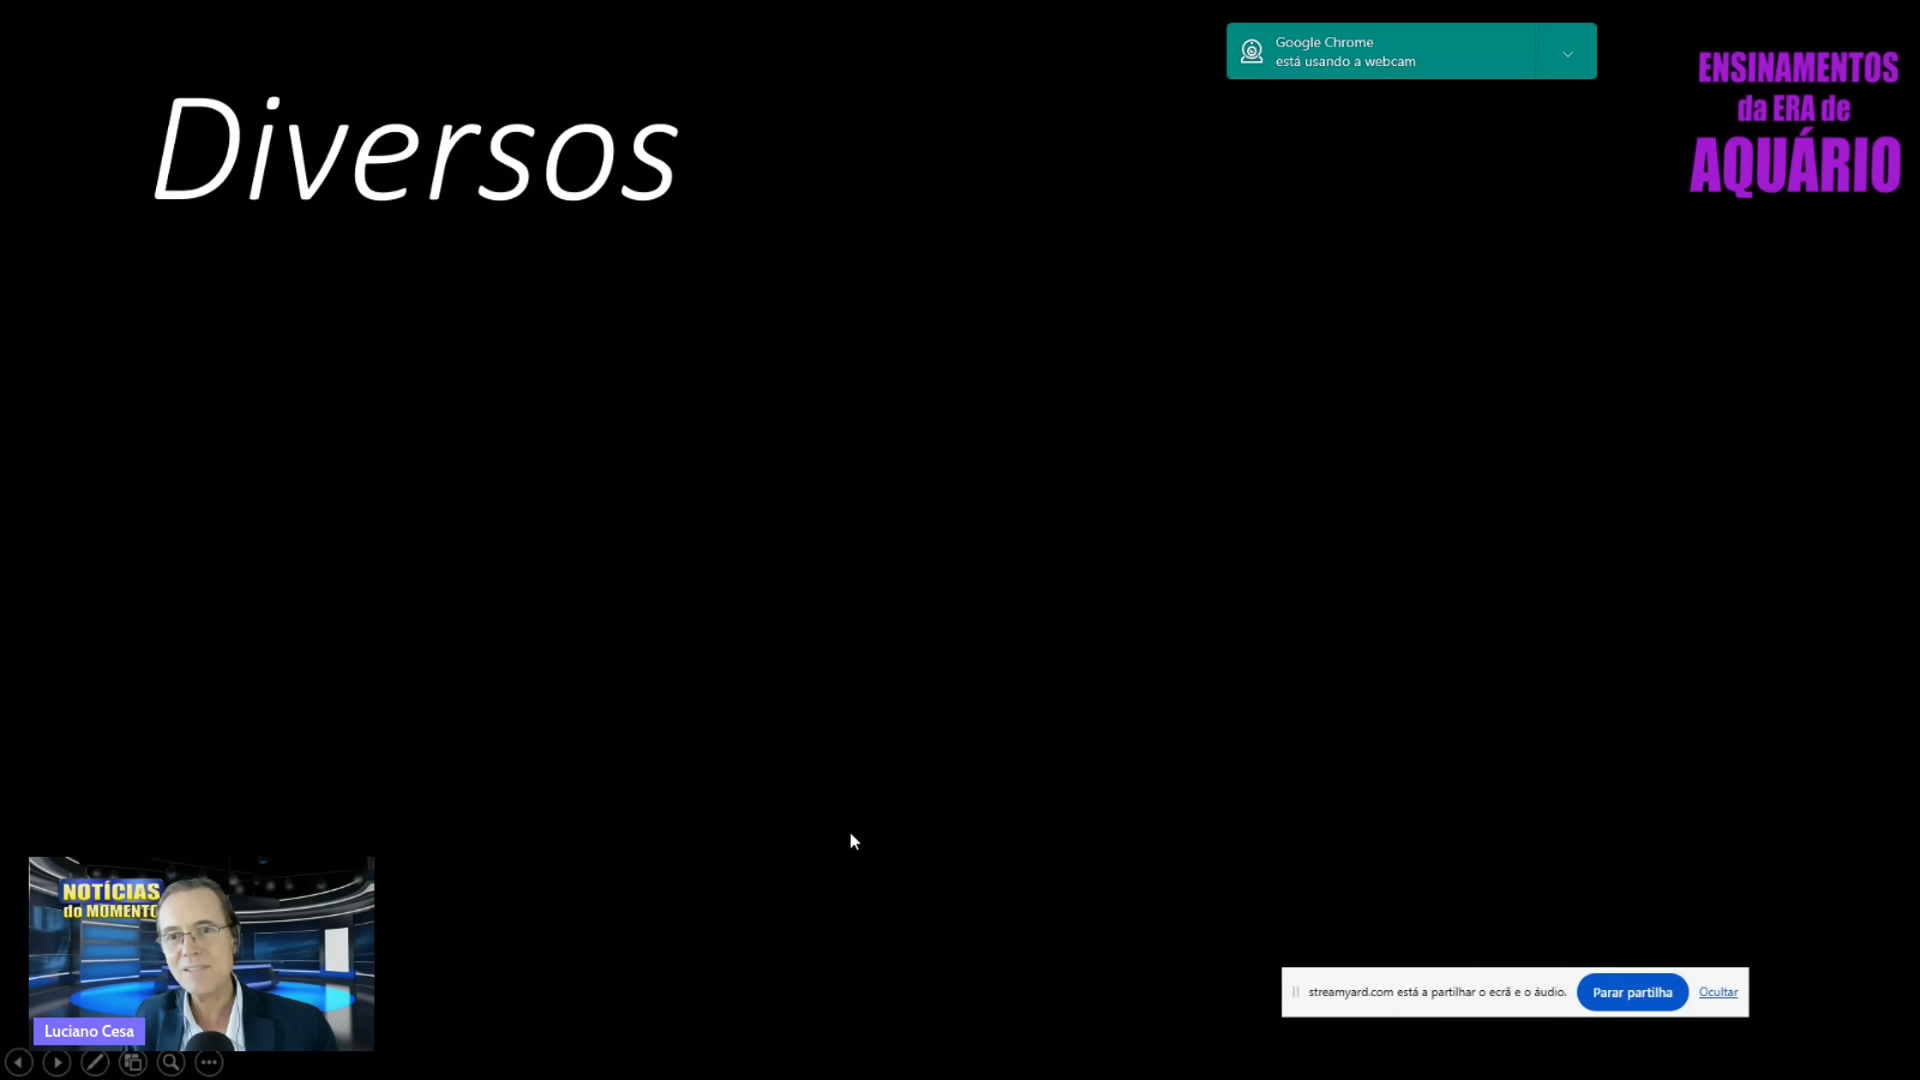 Google Chrome
está usando a webcam
ENSINAMENTOS
da ERA de
AQUÁRIO
Diversos
NOTÍCIAS
do MOMENTO
Luciano Cesa
streamyard.com está a partilhar o ecrã e o áudio.
Parar partilha
Ocultar